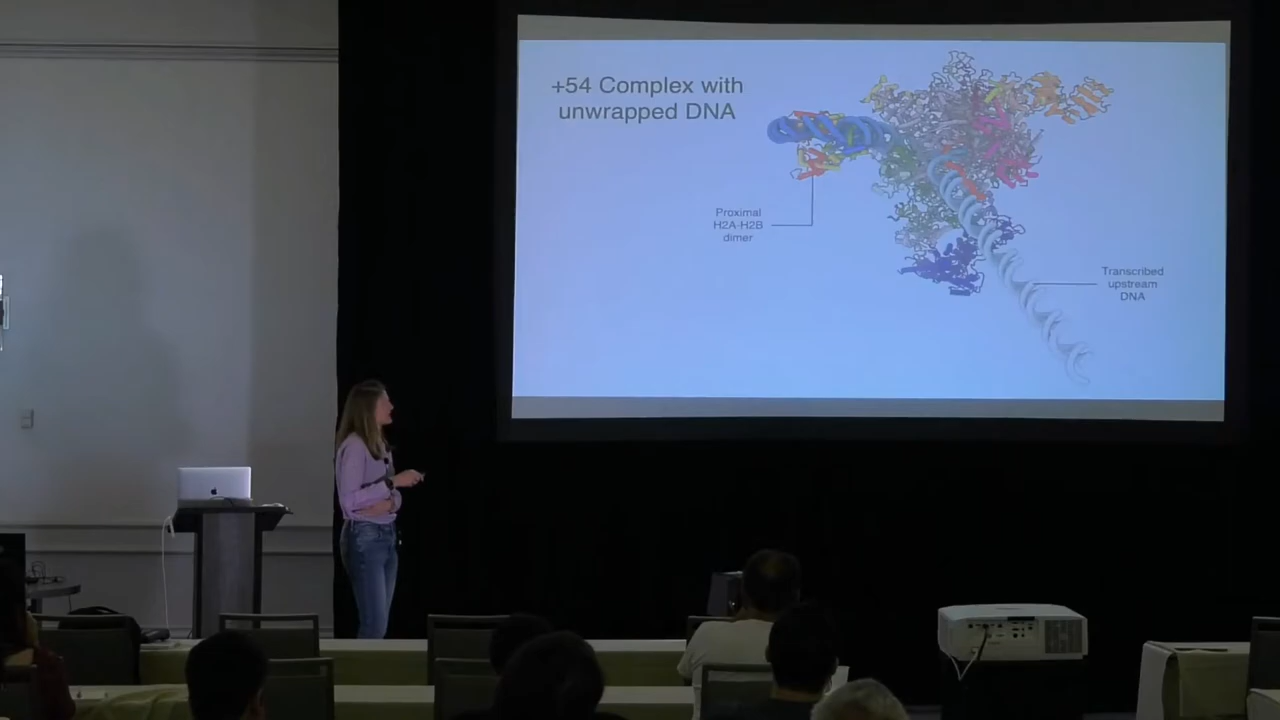 +54 Complex with
unwrapped DNA
Proximal
H2A-H2B
dimer
Transcribed
upstream
DNA